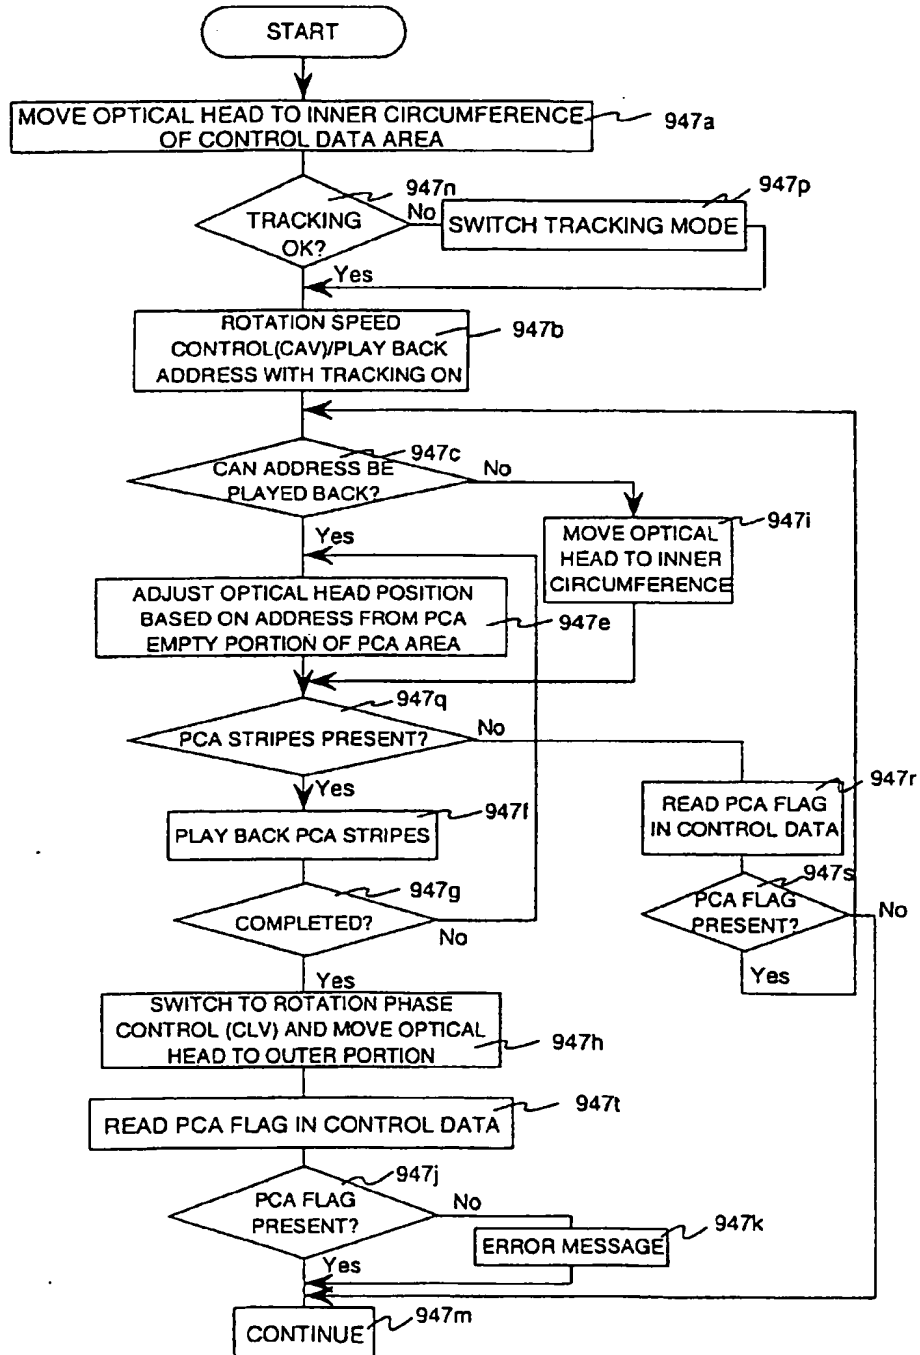 START
MOVE OPTICAL HEAD TO INNER CIRCUMFERENCE
OF CONTROL DATA AREA
947a
947n
TRACKING
OK?
No
947p
SWITCH TRACKING MODE
Yes
ROTATION SPEED
CONTROL(CAV)/PLAY BACK
ADDRESS WITH TRACKING ON
947b
947c
CAN ADDRESS BE
PLAYED BACK?
No
Yes
947i
MOVE OPTICAL
HEAD TO INNER
CIRCUMFERENCE
ADJUST OPTICAL HEAD POSITION
BASED ON ADDRESS FROM PCA
EMPTY PORTION OF PCA AREA
947e
947q
PCA STRIPES PRESENT?
No
Yes
947r
READ PCA FLAG
IN CONTROL DATA
947f
PLAY BACK PCA STRIPES
947s
PCA FLAG
PRESENT?
No
Yes
947g
COMPLETED?
No
Yes
SWITCH TO ROTATION PHASE
CONTROL (CLV) AND MOVE OPTICAL
HEAD TO OUTER PORTION
947h
947t
READ PCA FLAG IN CONTROL DATA
947j
PCA FLAG
PRESENT?
No
947k
ERROR MESSAGE
Yes
947m
CONTINUE